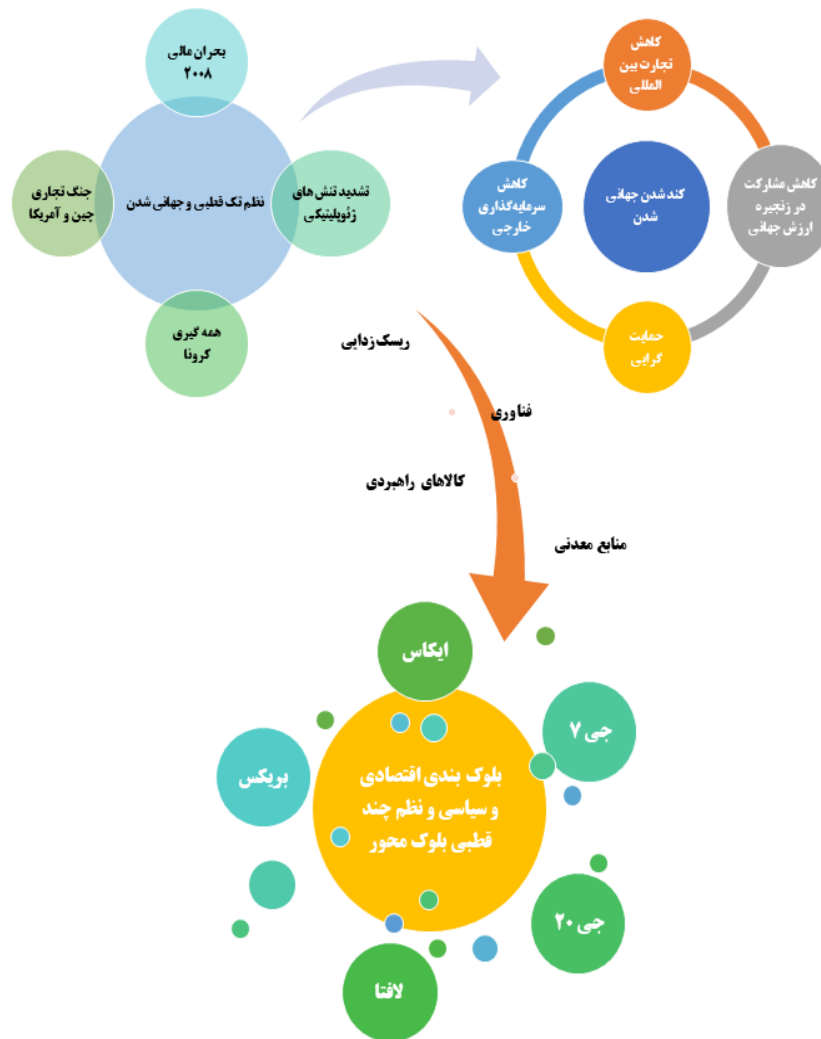 بحران مالی
۲۰۰۸
نظم تک قطبی و جهانی شدن
تشدید تنش های
ژئوپلیتیکی
جنگ تجاری
چین و آمریکا
همه گیری
کرونا
کاهش
تجارت بین
المللی
کاهش مشارکت
در زنجیره
ارزش جهانی
کند شدن جهانی
شدن
کاهش
سرمایه‌گذاری
خارجی
حمایت
گرایی
ریسک‌زدایی
فناوری
کالاهای راهبردی
منابع معدنی
ایکاس
جی ۷
بریکس
بلوک بندی اقتصادی
و سیاسی و نظم چند
قطبی بلوک محور
جی ۲۰
لافتا